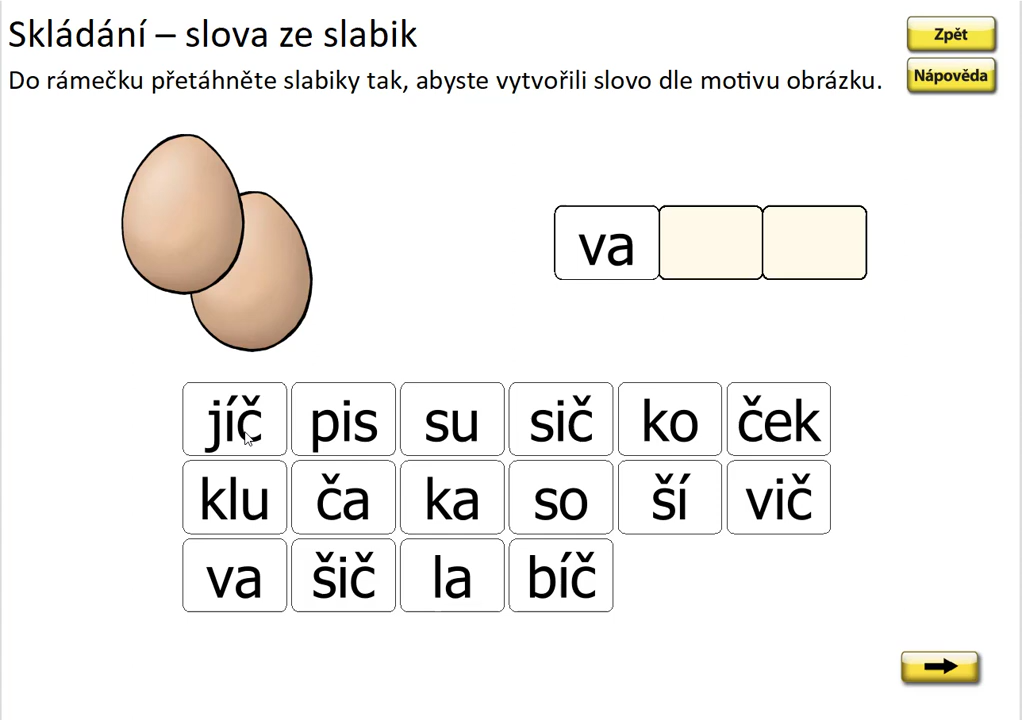 Skládání – slova ze slabik
Zpět
Do rámečku přetáhněte slabiky tak, abyste vytvořili slovo dle motivu obrázku.
Nápověda
va
jíč pis su sič ko ček
klu ča ka so ší vič
va šič la bíč